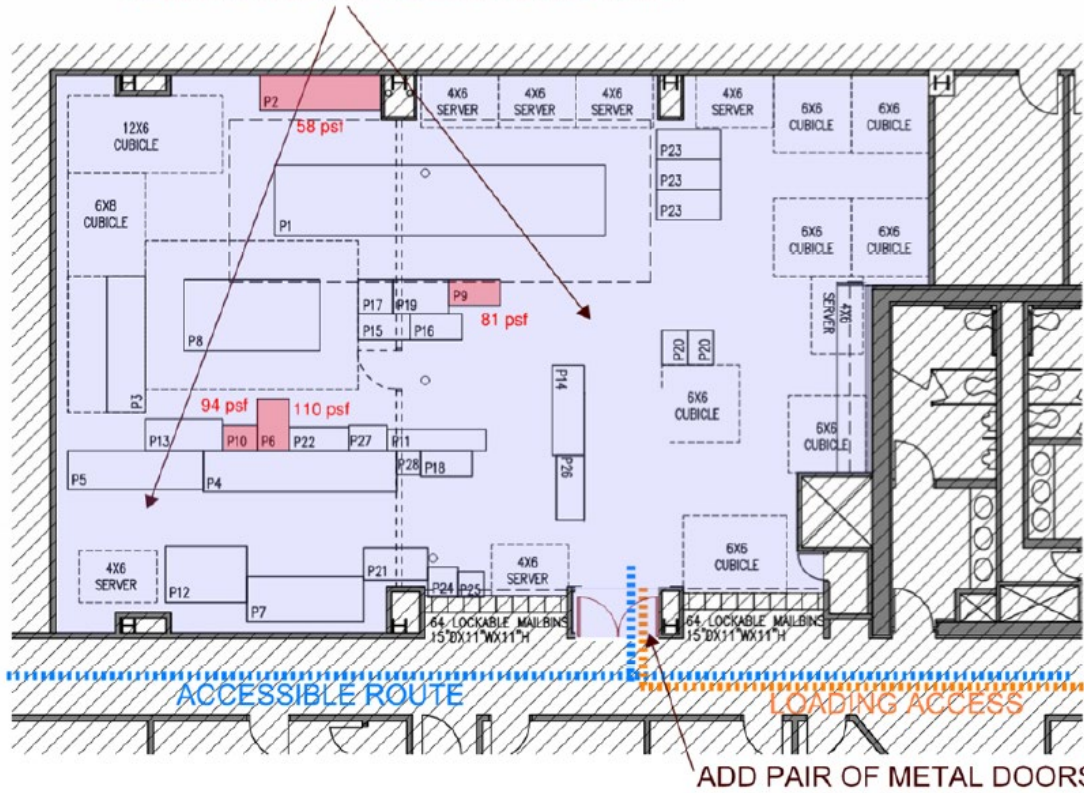 P2
58 psf
4X6
SERVER
4X6
SERVER
4X6
SERVER
4X6
SERVER
6X6
CUBICLE
6X6
CUBICLE
12X6
CUBICLE
P23
P23
P23
6X8
CUBICLE
P1
6X6
CUBICLE
6X6
CUBICLE
P3
P8
P17
P19
P9
81 psf
P15
P16
4X6
SERVER
P20
P20
P14
6X6
CUBICLE
6X6
CUBICLE
94 psf
110 psf
P13
P10
P6
P22
P27
P11
P5
P4
P28
P18
P26
4X6
SERVER
P12
P7
P21
P24
P25
4X6
SERVER
6X6
CUBICLE
64 LOCKABLE MAILBINS
15"DX11"WX11"H
64 LOCKABLE MAILBINS
15"DX11"WX11"H
ACCESSIBLE ROUTE
LOADING ACCESS
ADD PAIR OF METAL DOORS